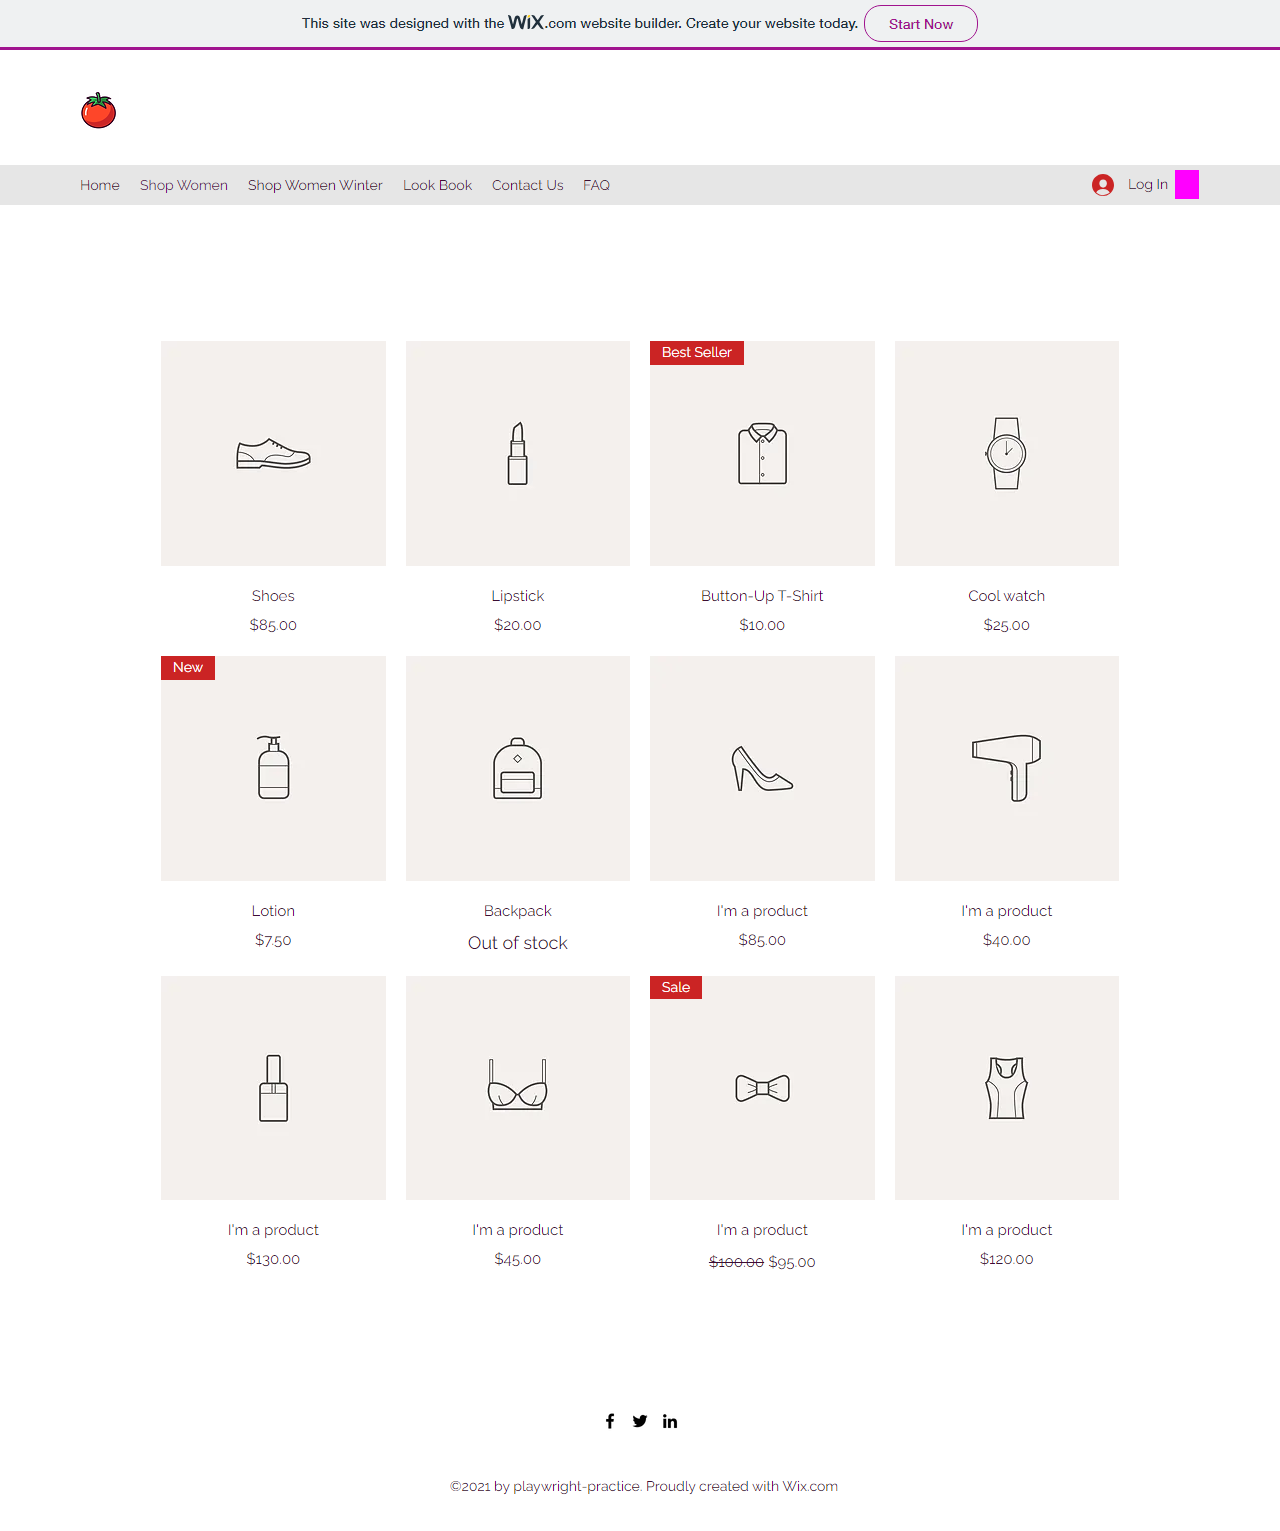 This site was designed with the WiX.com website builder. Create your website today. Start Now
Home Shop Women Shop Women Winter Look Book Contact Us FAQ Log In
Best Seller
Shoes Lipstick Button-Up T-Shirt Cool watch
$85.00 $20.00 $10.00 $25.00
New
Lotion Backpack I'm a product I'm a product
$7.50 Out of stock $85.00 $40.00
Sale
I'm a product I'm a product I'm a product I'm a product
$130.00 $45.00 $100.00 $95.00 $120.00
©2021 by playwright-practice. Proudly created with Wix.com